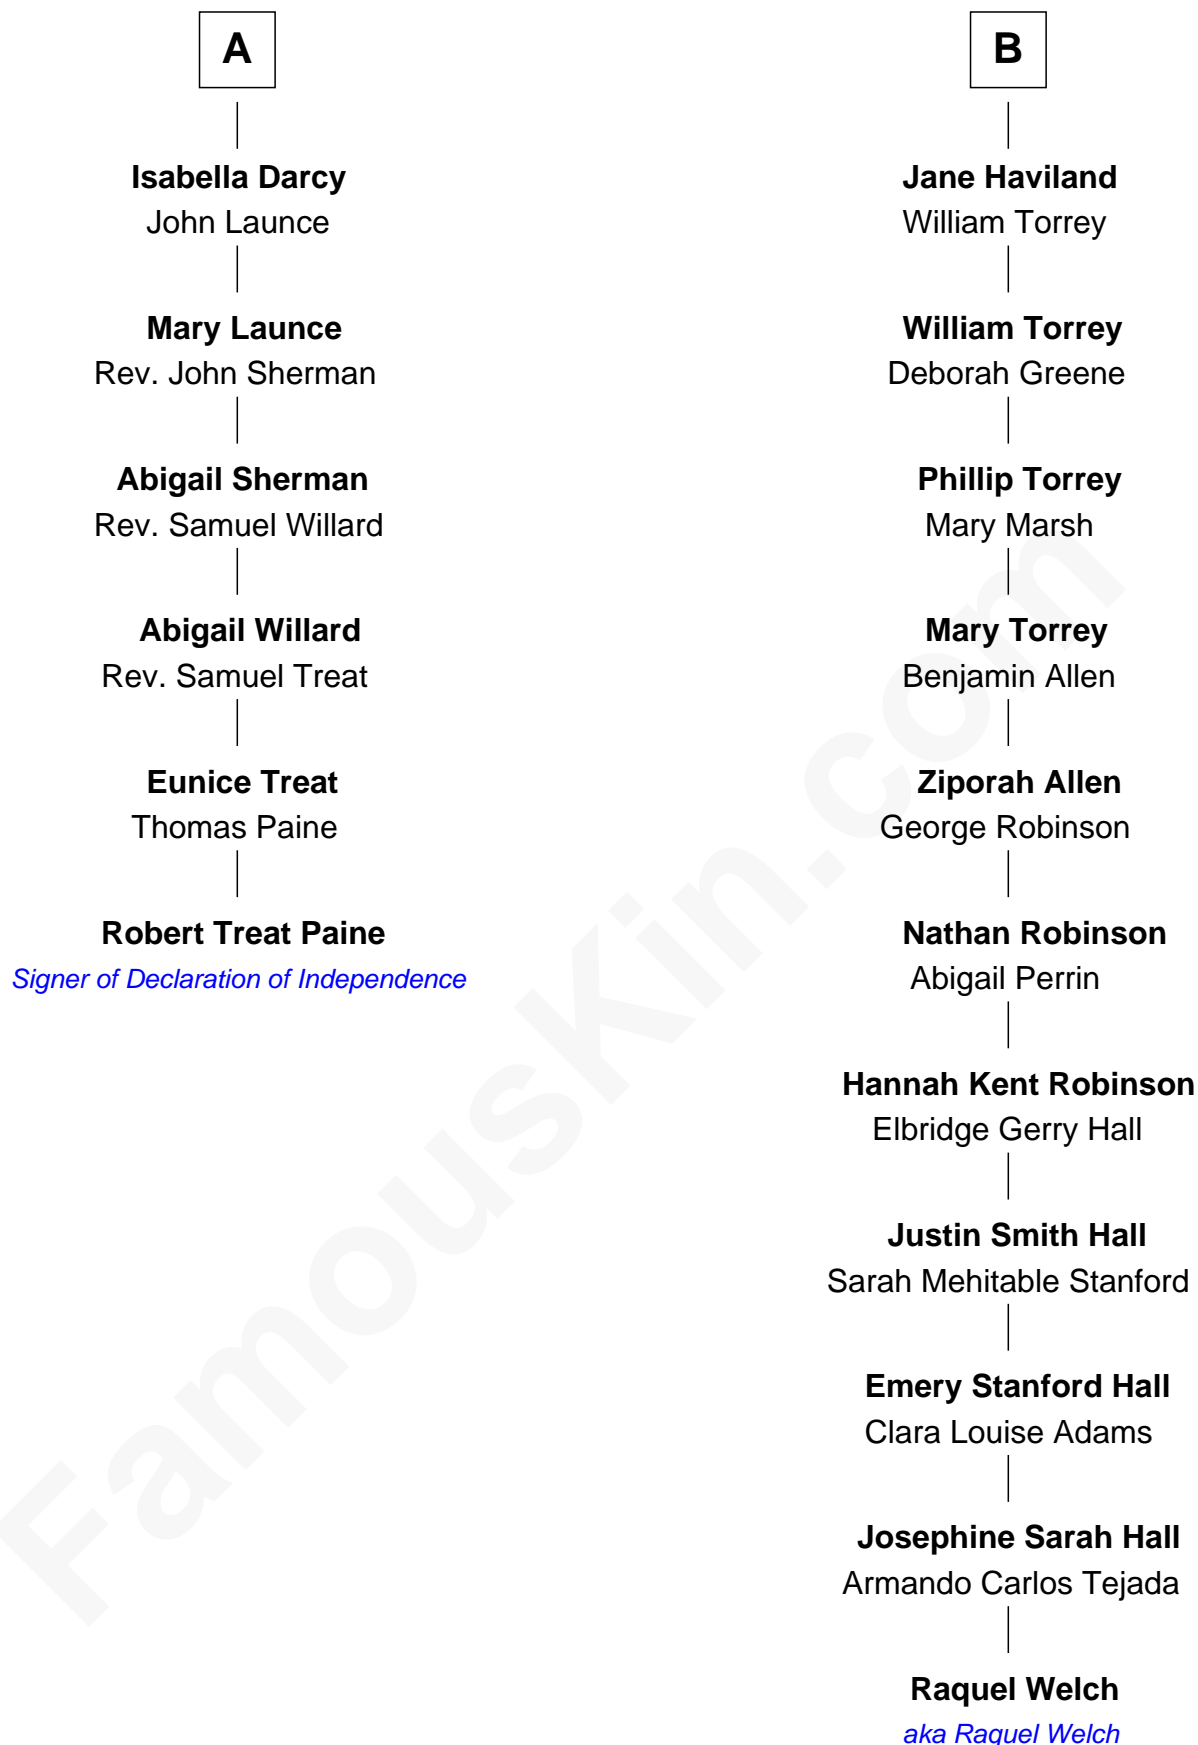 A
Isabella Darcy
John Launce
Mary Launce
Rev. John Sherman
Abigail Sherman
Rev. Samuel Willard
Abigail Willard
Rev. Samuel Treat
Eunice Treat
Thomas Paine
Robert Treat Paine
Signer of Declaration of Independence
B
Jane Haviland
William Torrey
William Torrey
Deborah Greene
Phillip Torrey
Mary Marsh
Mary Torrey
Benjamin Allen
Ziporah Allen
George Robinson
Nathan Robinson
Abigail Perrin
Hannah Kent Robinson
Elbridge Gerry Hall
Justin Smith Hall
Sarah Mehitable Stanford
Emery Stanford Hall
Clara Louise Adams
Josephine Sarah Hall
Armando Carlos Tejada
Raquel Welch
aka Raquel Welch
FamousKin.com